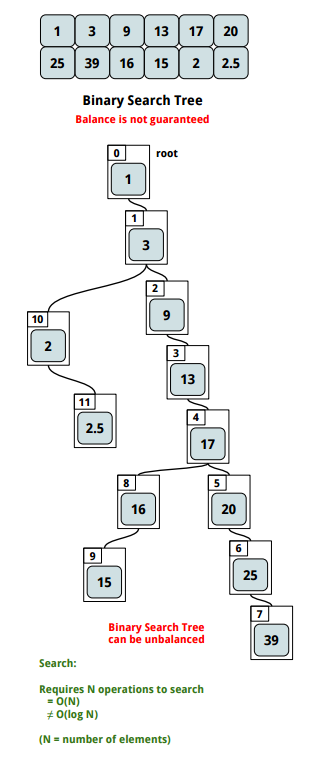 1 3 9 13 17 20
25 39 16 15 2 2.5
Binary Search Tree
Balance is not guaranteed
0 root
1
1
3
2
9
10
2
3
13
11
2.5
4
17
8
16
5
20
9
15
6
25
7
39
Binary Search Tree
can be unbalanced
Search:
Requires N operations to search
= O(N)
≠ O(log N)
(N = number of elements)